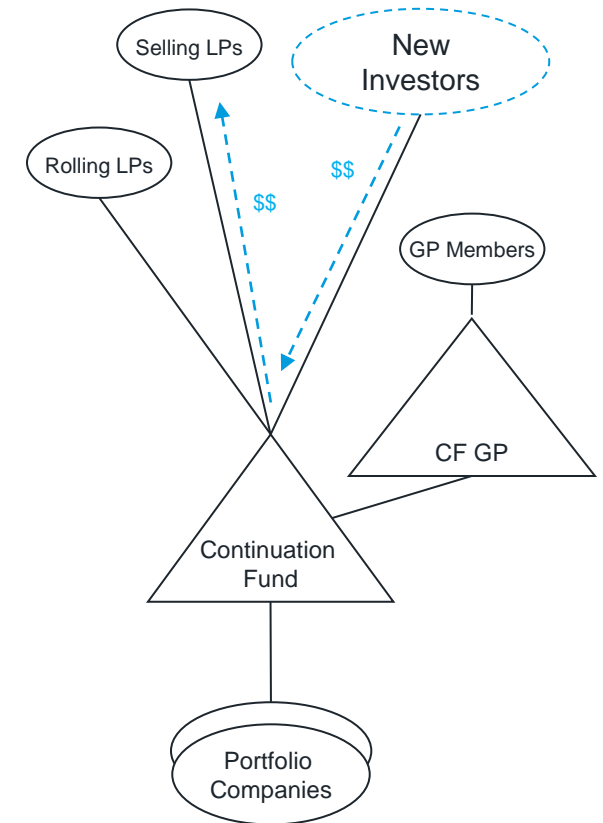 Selling LPs
New
Investors
Rolling LPs
$$
$$
GP Members
CF GP
Continuation
Fund
Portfolio
Companies